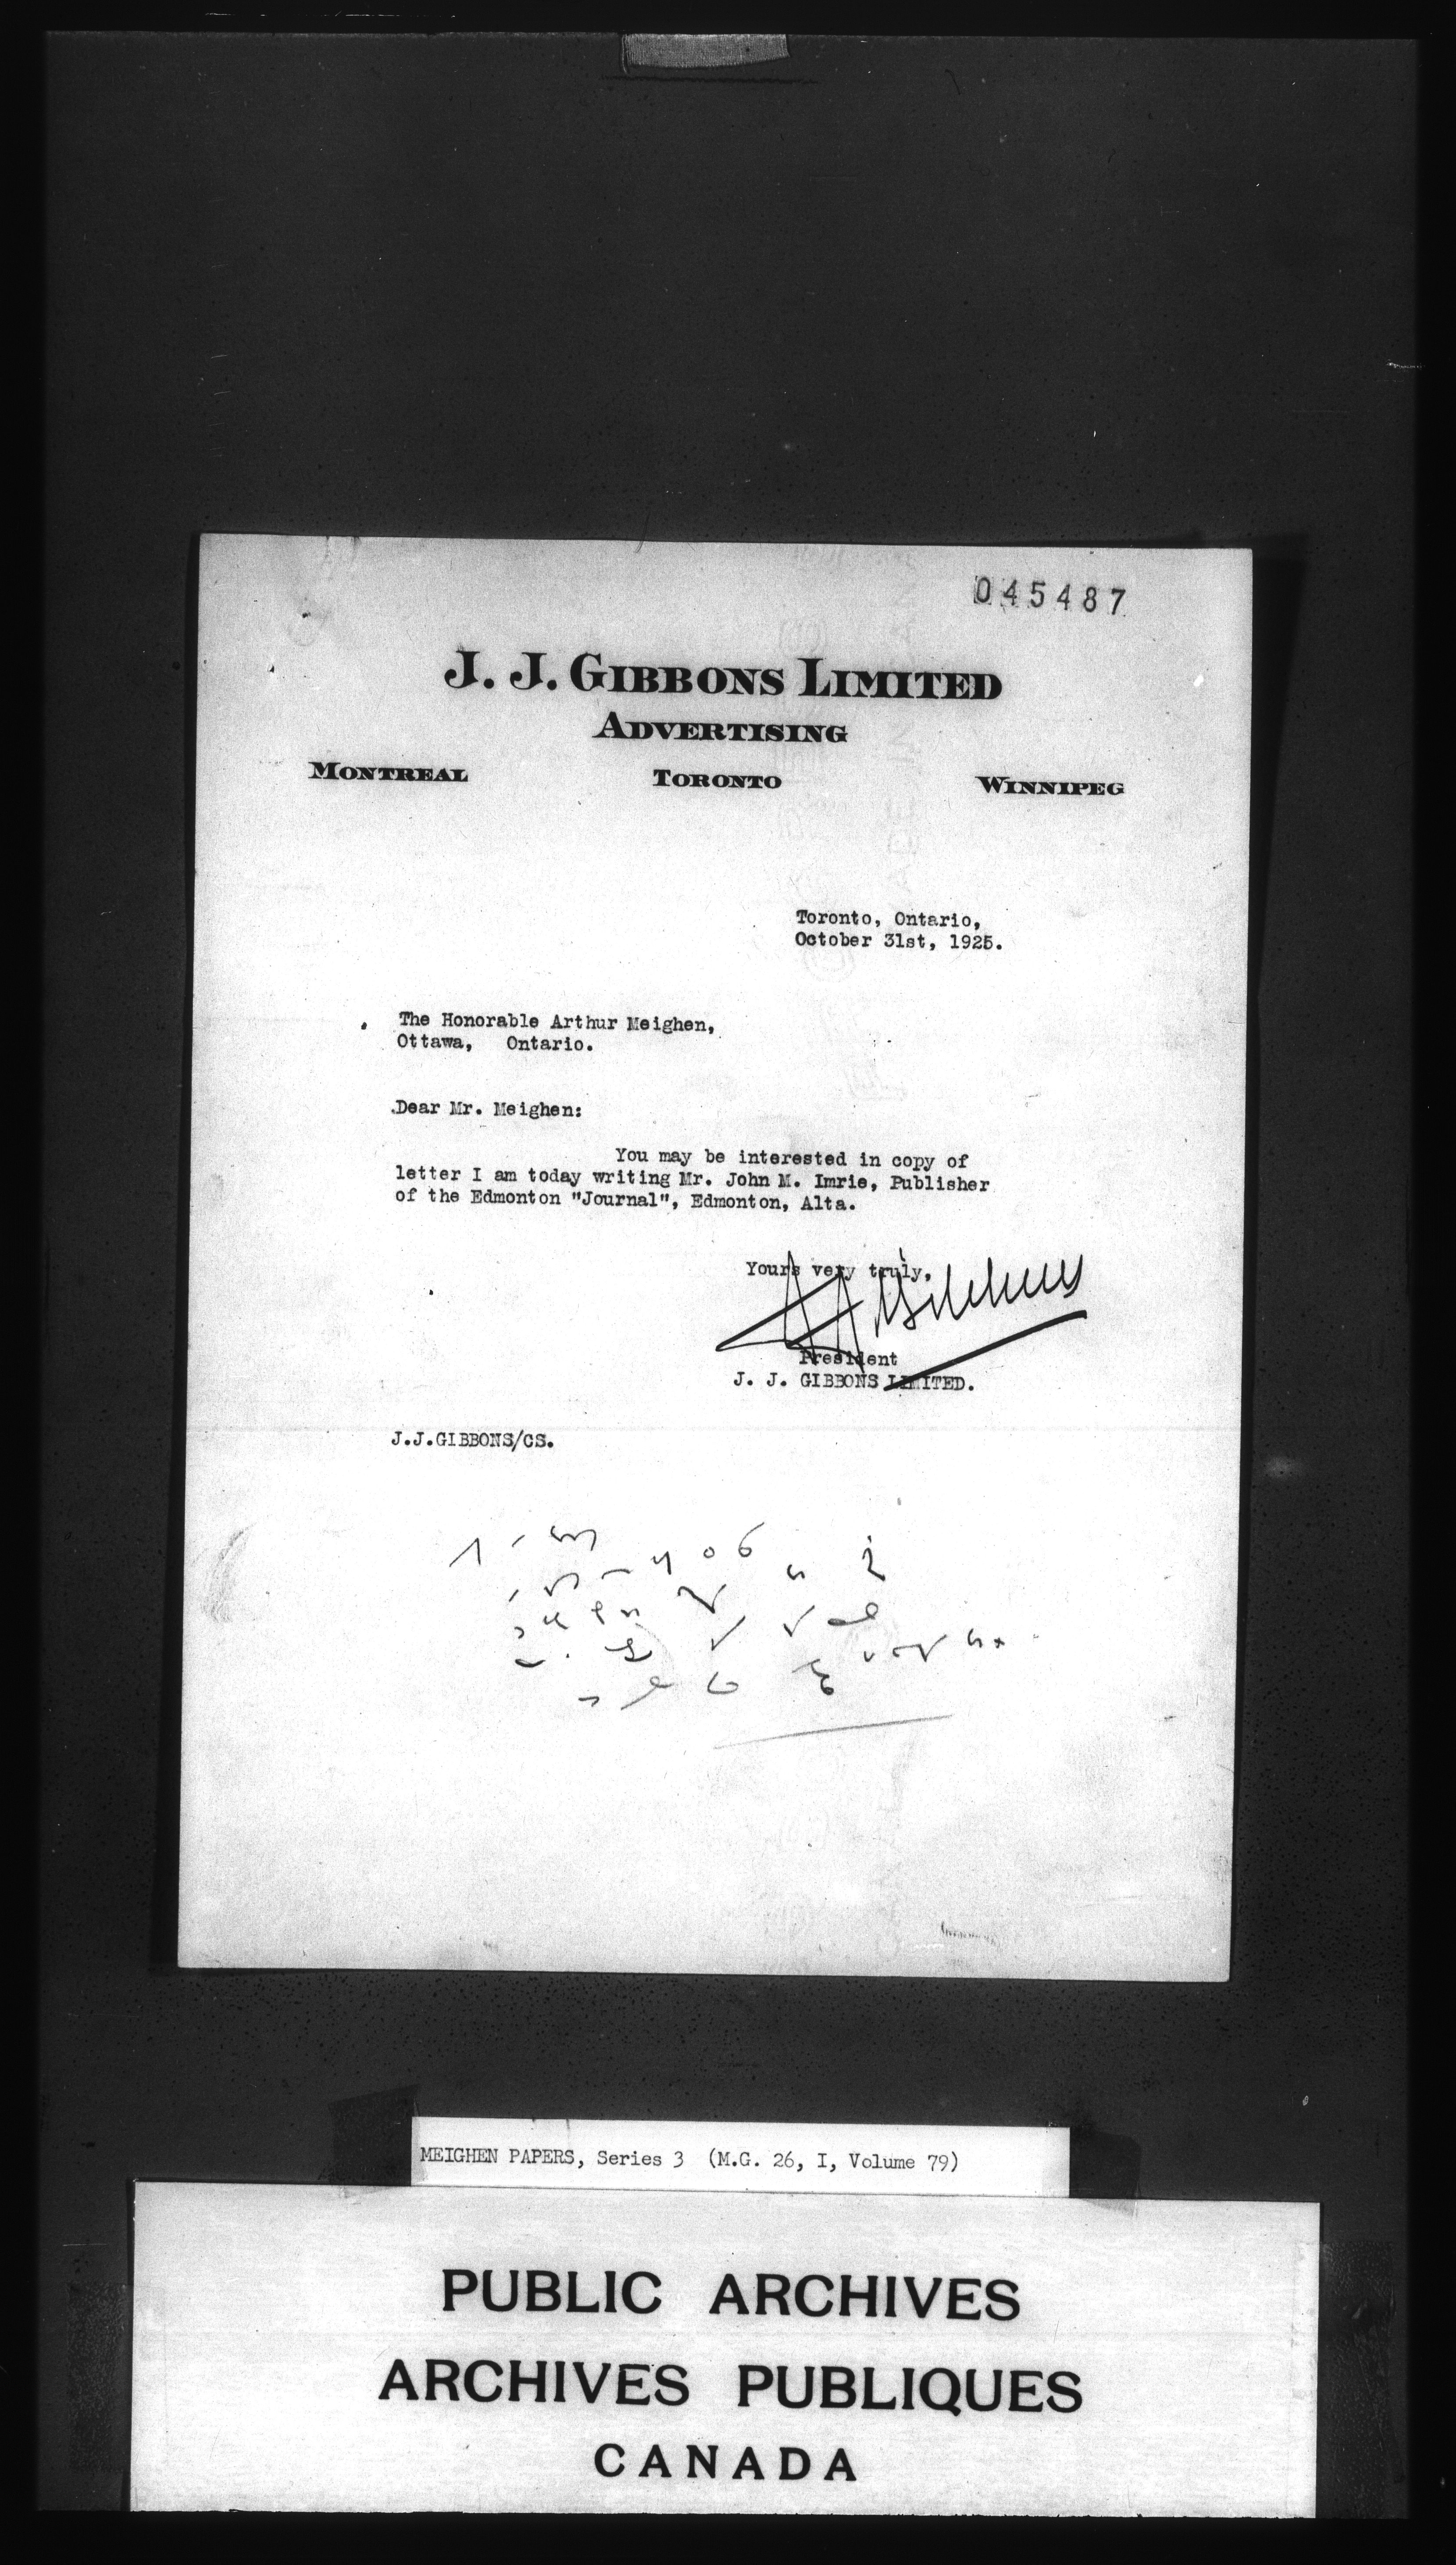 045487
J. J. GIBBONS LIMITED
ADVERTISING
MONTREAL TORONTO WINNIPEG
Toronto, Ontario,
October 31st, 1925.
The Honorable Arthur Meighen,
Ottawa, Ontario.
Dear Mr. Meighen:
You may be interested in copy of
letter I am today writing Mr. John M. Imrie, Publisher
of the Edmonton "Journal", Edmonton, Alta.
Yours very truly,
JJ Gibbons
President
J. J. GIBBONS LIMITED.
J.J.GIBBONS/CS.
MEIGHEN PAPERS, Series 3 (M.G. 26, I, Volume 79)
PUBLIC ARCHIVES
ARCHIVES PUBLIQUES
CANADA